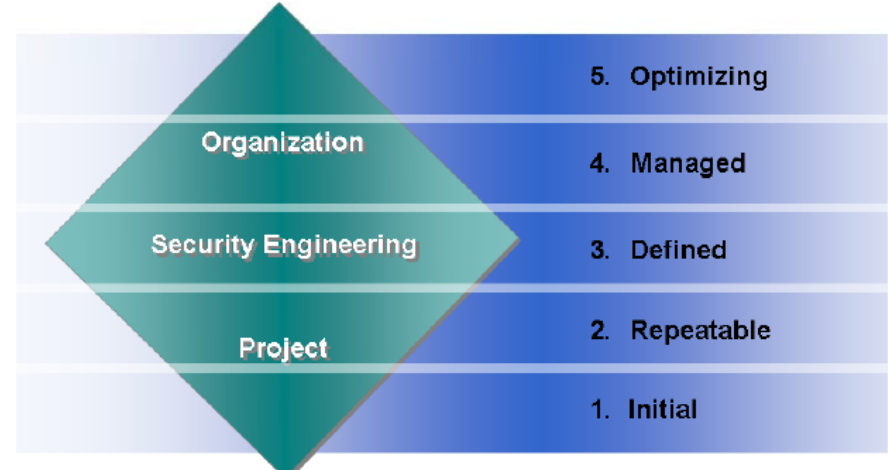 5. Optimizing
Organization
4. Managed
Security Engineering
3. Defined
2. Repeatable
Project
1. Initial